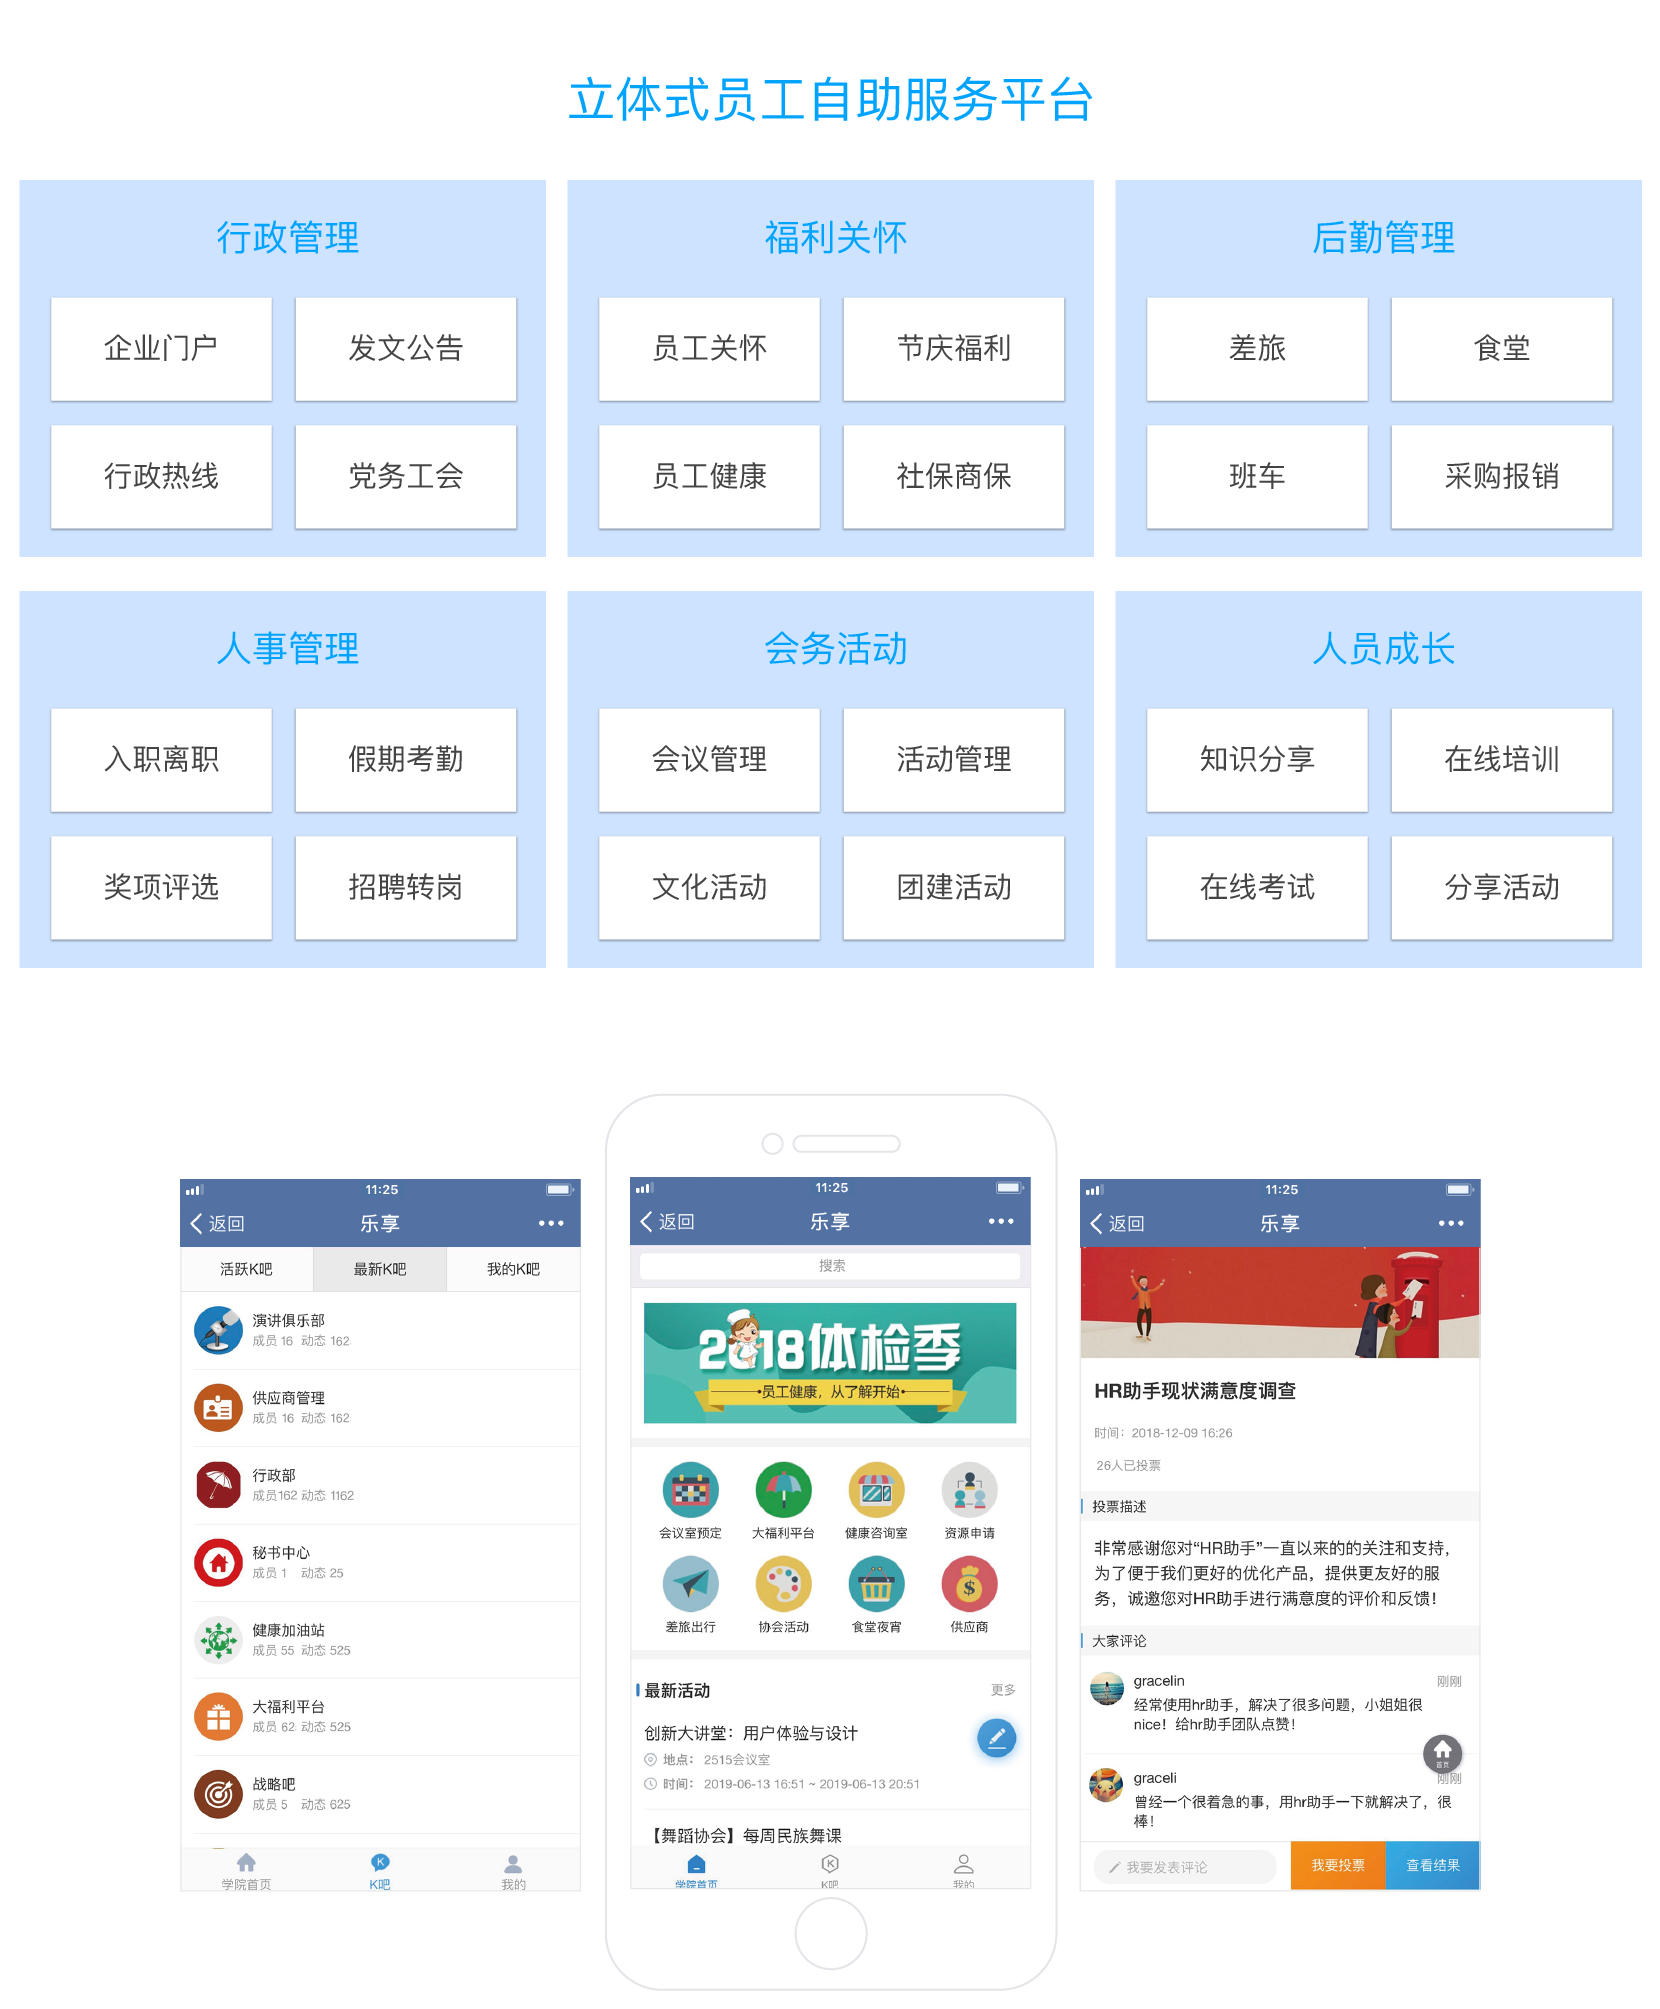 立体式员工自助服务平台
行政管理
企业门户
发文公告
行政热线
党务工会
福利关怀
员工关怀
节庆福利
员工健康
社保商保
后勤管理
差旅
食堂
班车
采购报销
人事管理
入职离职
假期考勤
奖项评选
招聘转岗
会务活动
会议管理
活动管理
文化活动
团建活动
人员成长
知识分享
在线培训
在线考试
分享活动
11:25
返回
乐享
活跃K吧
最新K吧
我的K吧
演讲俱乐部
成员 16 动态 162
供应商管理
成员 16 动态 162
行政部
成员162 动态 1162
秘书中心
成员 1 动态 25
健康加油站
成员 55 动态 525
大福利平台
成员 62 动态 525
战略吧
成员 5 动态 625
学院首页
K吧
我的
11:25
返回
乐享
搜索
2018体检季
•员工健康，从了解开始•
会议室预定
大福利平台
健康咨询室
资源申请
差旅出行
协会活动
食堂夜宵
供应商
最新活动
更多
创新大讲堂：用户体验与设计
地点： 2515会议室
时间： 2019-06-13 16:51 ~ 2019-06-13 20:51
【舞蹈协会】每周民族舞课
学院首页
K吧
我的
11:25
返回
乐享
HR助手现状满意度调查
时间：2018-12-09 16:26
26人已投票
投票描述
非常感谢您对“HR助手”一直以来的的关注和支持，
为了便于我们更好的优化产品，提供更友好的服
务，诚邀您对HR助手进行满意度的评价和反馈！
大家评论
gracelin
刚刚
经常使用hr助手，解决了很多问题，小姐姐很
nice！给hr助手团队点赞！
首页
graceli
刚刚
曾经一个很着急的事，用hr助手一下就解决了，很
棒！
我要发表评论
我要投票
查看结果